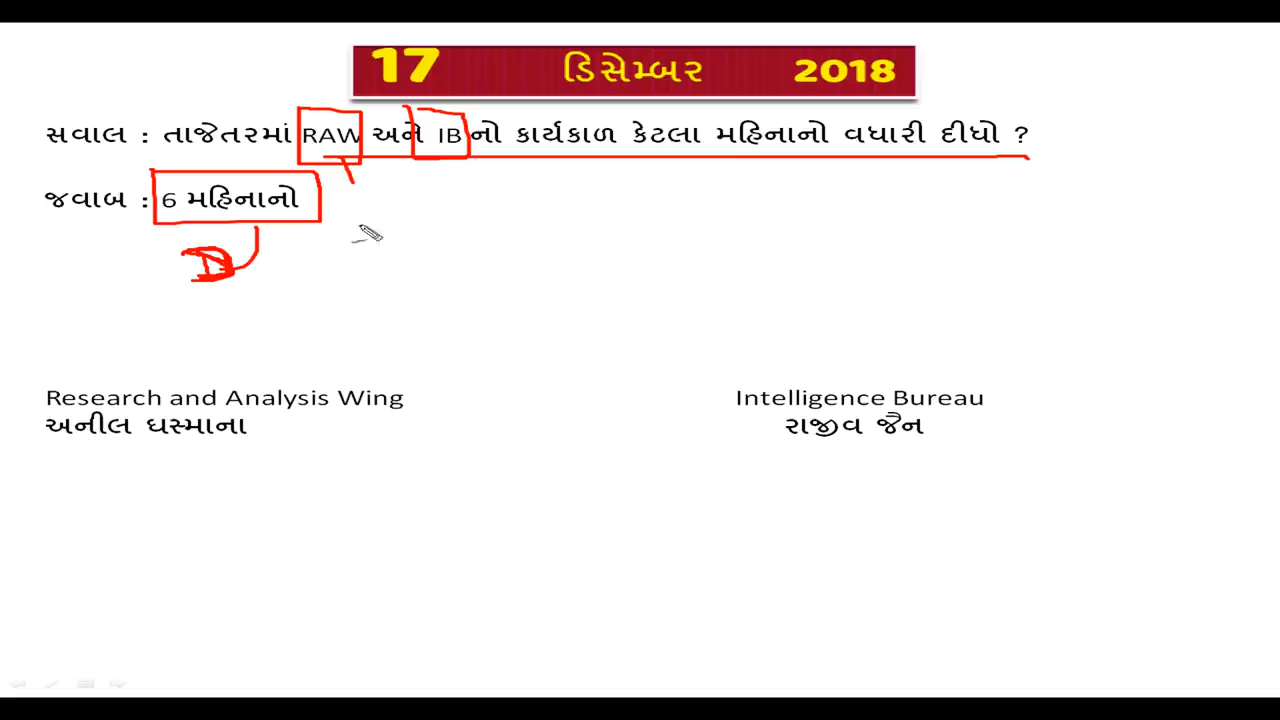 17 ડિસેમ્બર 2018
સવાલ : તાજેતરમાં RAW અને IB નો કાર્યકાળ કેટલા મહિનાનો વધારી દીધો ?
જવાબ : 6 મહિનાનો
Research and Analysis Wing
અનીલ ઘસ્માના
Intelligence Bureau
રાજીવ જૈન